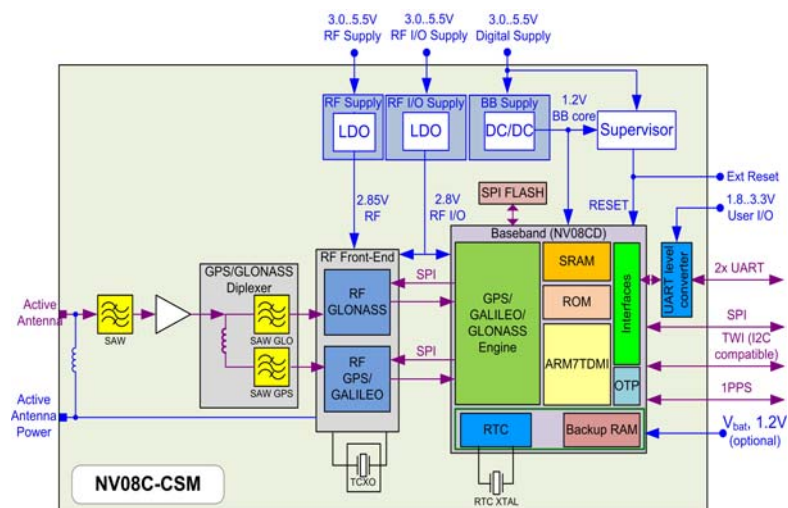 3.0..5.5V
RF Supply
3.0..5.5V
RF I/O Supply
3.0..5.5V
Digital Supply
RF Supply
LDO
RF I/O Supply
LDO
BB Supply
DC/DC
1.2V
BB core
Supervisor
Ext Reset
RESET
1.8..3.3V
User I/O
2.85V
RF
2.8V
RF I/O
SPI FLASH
Baseband (NV08CD)
RF Front-End
GPS/GLONASS
Diplexer
Active
Antenna
SAW
SAW GLO
SAW GPS
RF
GLONASS
RF
GPS/
GALILEO
SPI
SPI
GPS/
GALILEO/
GLONASS
Engine
SRAM
ROM
ARM7TDMI
Interfaces
OTP
UART level
converter
2x UART
SPI
TWI (I2C
compatible)
1PPS
Active
Antenna
Power
RTC
Backup RAM
Vbat, 1.2V
(optional)
TCXO
RTC XTAL
NV08C-CSM